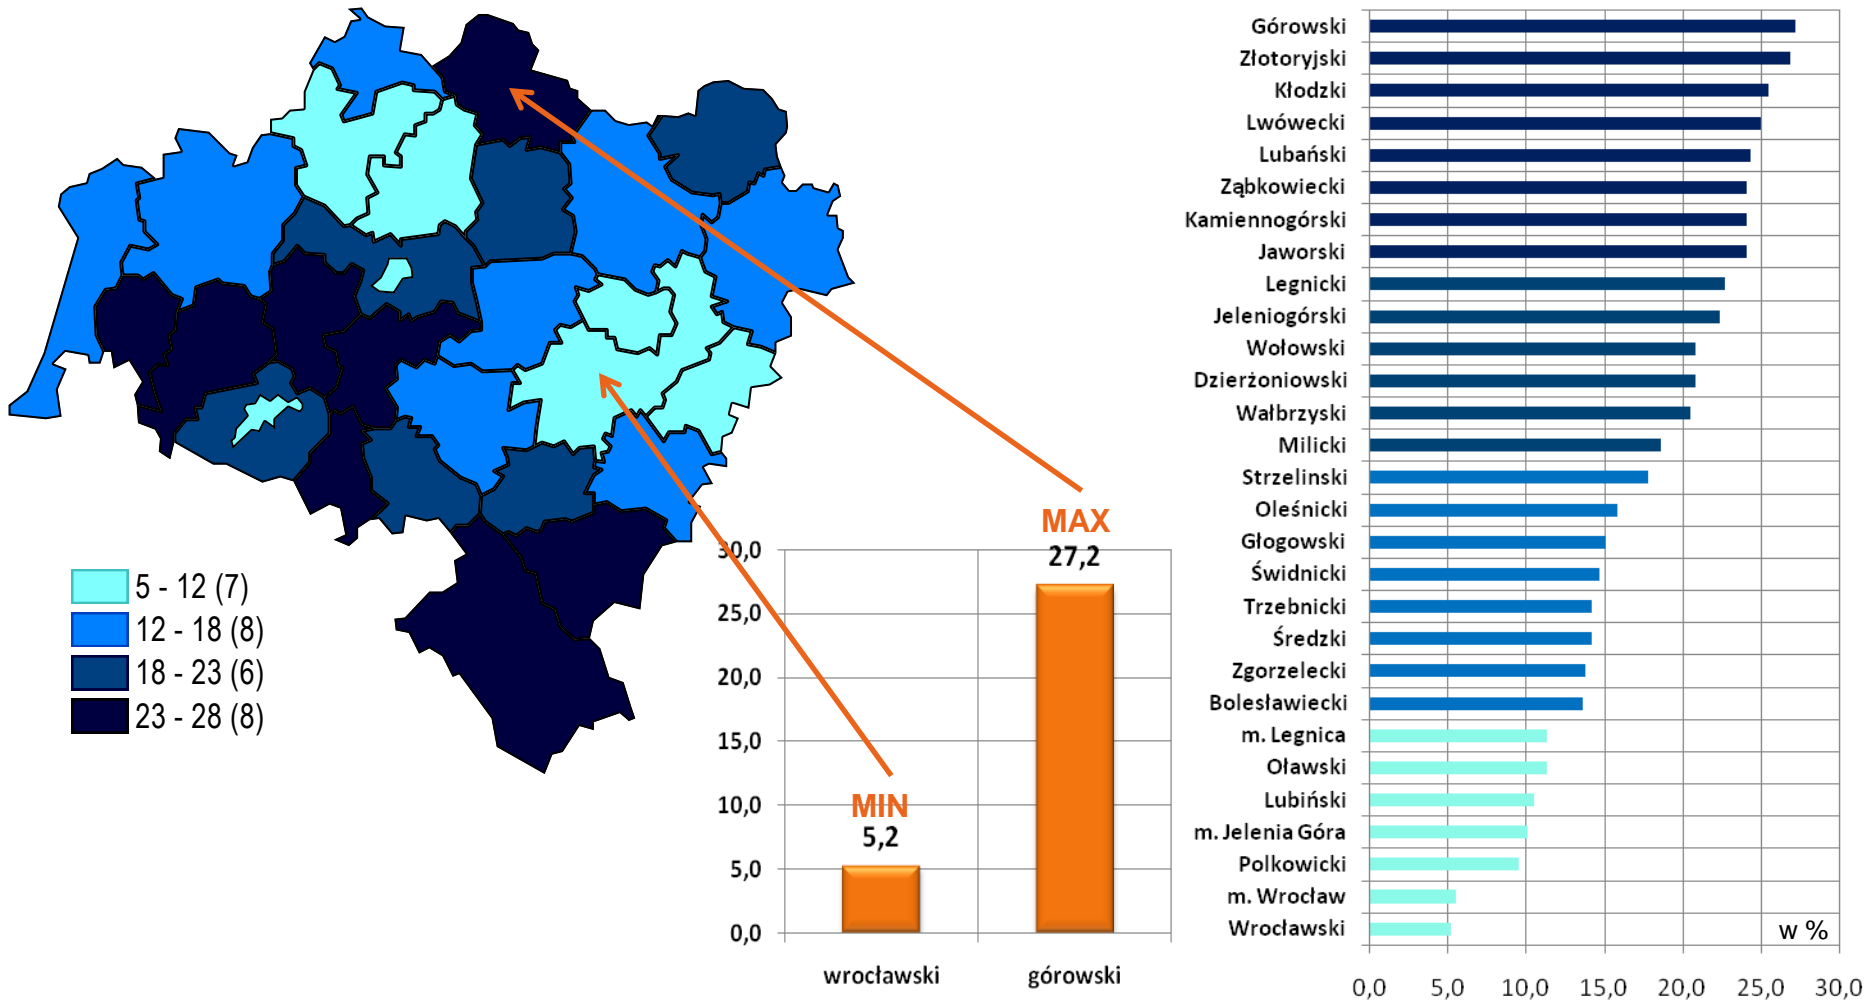 5 - 12 (7)
12 - 18 (8)
18 - 23 (6)
23 - 28 (8)
MAX
27,2
MIN
5,2
30,0
25,0
20,0
15,0
10,0
5,0
0,0
wrocławski
górowski
Górowski
Złotoryjski
Kłodzki
Lwówecki
Lubański
Ząbkowiecki
Kamiennogórski
Jaworski
Legnicki
Jeleniogórski
Wołowski
Dzierżoniowski
Wałbrzyski
Milicki
Strzelinski
Oleśnicki
Głogowski
Świdnicki
Trzebnicki
Średzki
Zgorzelecki
Bolesławiecki
m. Legnica
Oławski
Lubiński
m. Jelenia Góra
Polkowicki
m. Wrocław
Wrocławski
w %
0,0 5,0 10,0 15,0 20,0 25,0 30,0